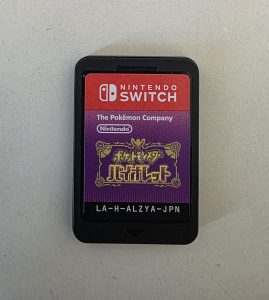 NINTENDO
SWITCH
The Pokémon Company
Nintendo
ポケットモンスター
バイオレット
LA-H-ALZYA-JPN